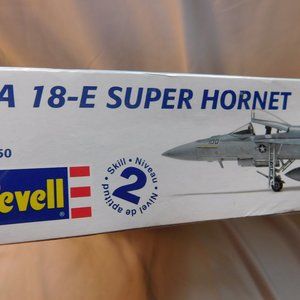 A 18-E SUPER HORNET
50
evell®
Skill • Niveau • Nivel de aptitud
2